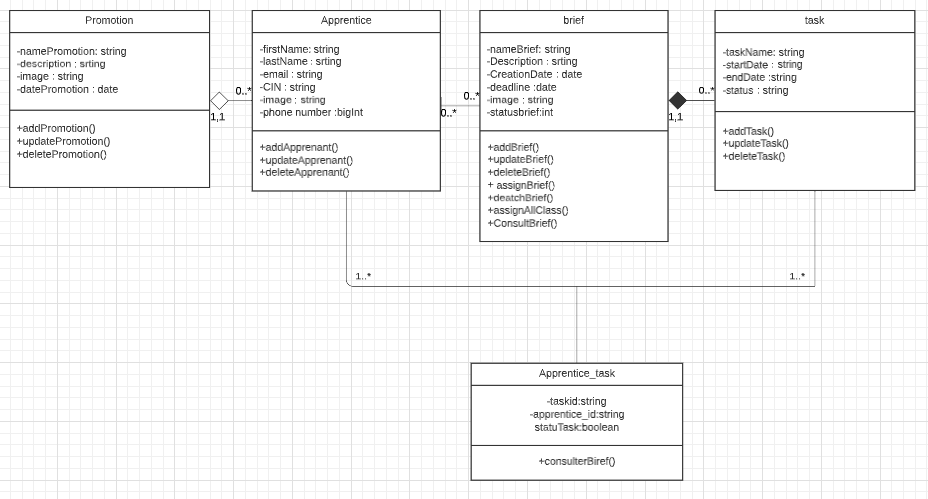 Promotion
-namePromotion: string
-description : srting
-image : string
-datePromotion : date
+addPromotion()
+updatePromotion()
+deletePromotion()
1,1
0..*
Apprentice
-firstName: string
-lastName : srting
-email : string
-CIN : string
-image : string
-phone number :bigInt
+addApprenant()
+updateApprenant()
+deleteApprenant()
0..*
0..*
brief
-nameBrief: string
-Description : string
-CreationDate : date
-deadline :date
-image : string
-statusbrief:int
+addBrief()
+updateBrief()
+deleteBrief()
+ assignBrief()
+deatchBrief()
+assignAllClass()
+ConsultBrief()
1,1
0..*
task
-taskName: string
-startDate : string
-endDate :string
-status : string
+addTask()
+updateTask()
+deleteTask()
1..*
1..*
Apprentice_task
-taskid:string
-apprentice_id:string
statuTask:boolean
+consulterBiref()